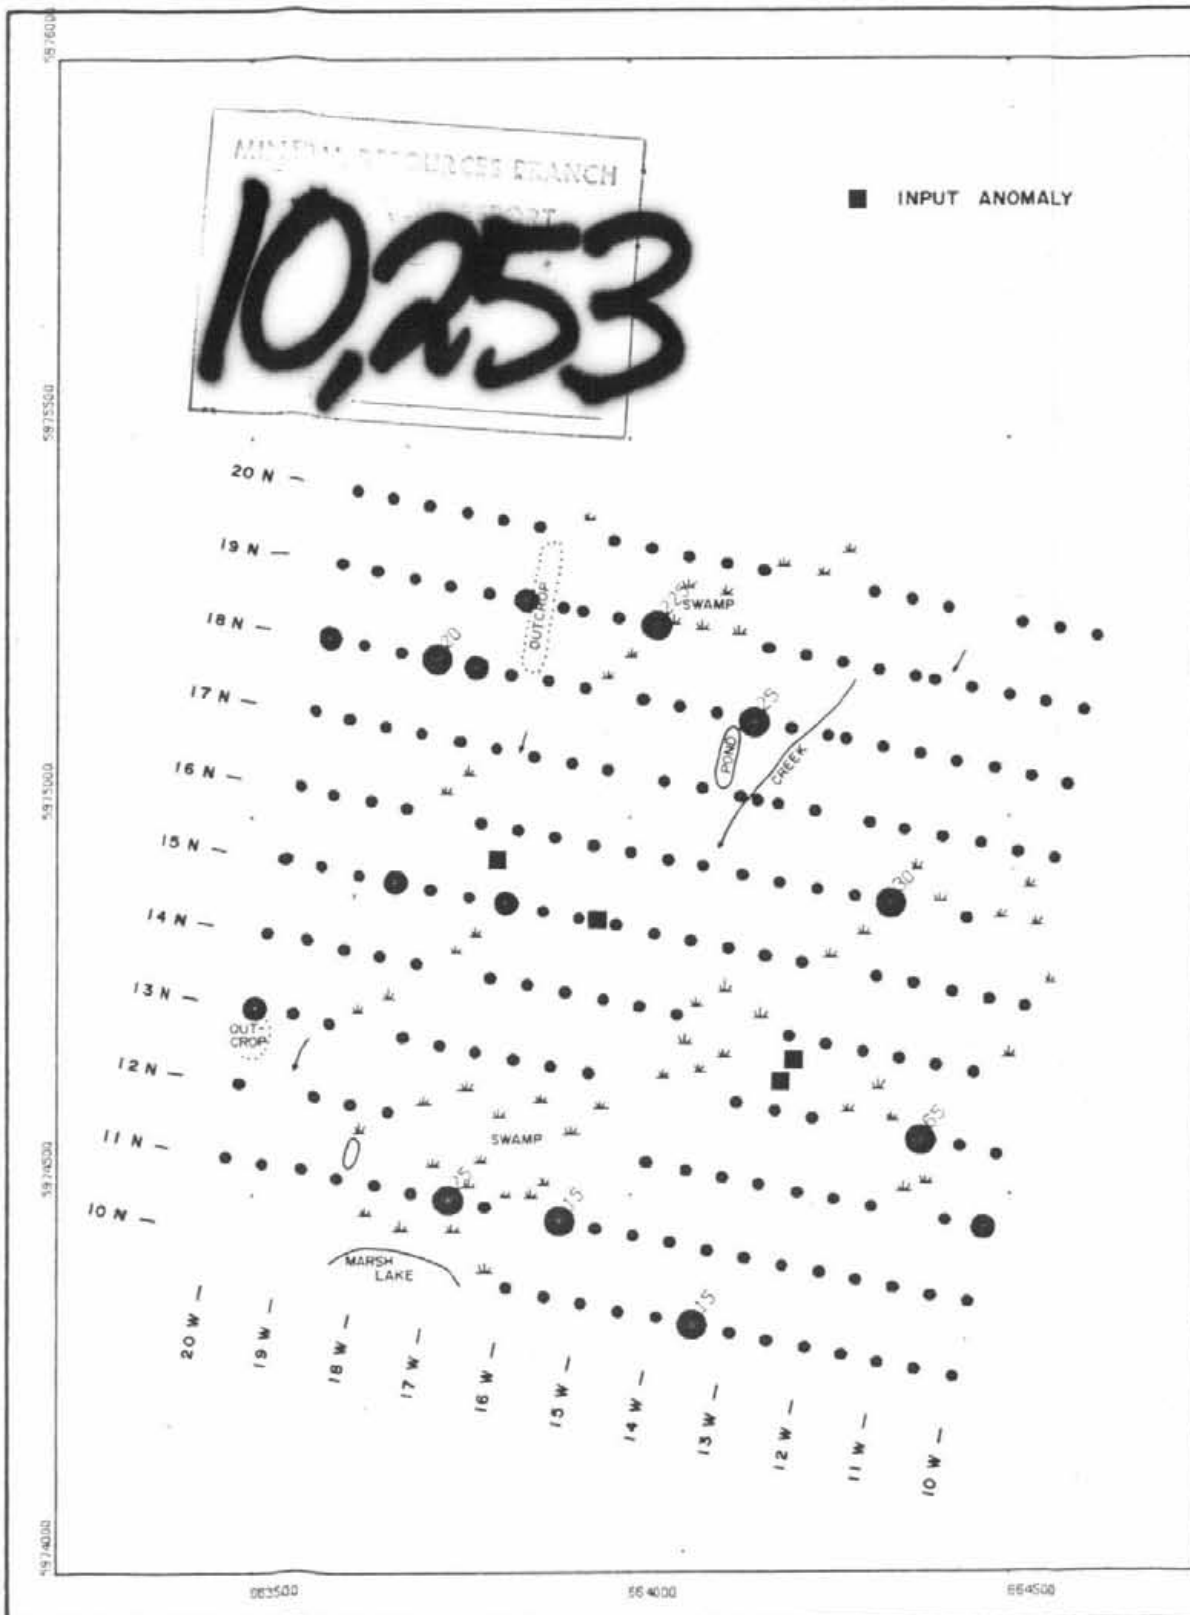 5976000
MINERAL RESOURCES BRANCH
REPORT
10,253
INPUT ANOMALY
5975500
20 N
19 N
OUTCROP
225
SWAMP
18 N
20
17 N
25
POND
CREEK
5975000
16 N
15 N
30
14 N
13 N
OUT-
CROP
12 N
65
SWAMP
11 N
5974500
15
10 N
MARSH
LAKE
15
20 W
19 W
18 W
17 W
16 W
15 W
14 W
13 W
12 W
11 W
10 W
5974000
664000
664500